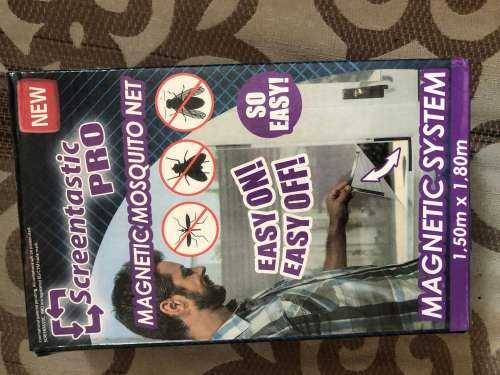 NEW
Screentastic
PRO
MAGNETIC MOSQUITO NET
SO
EASY!
EASY ON!
EASY OFF!
MAGNETIC SYSTEM
1.50m x 1.80m